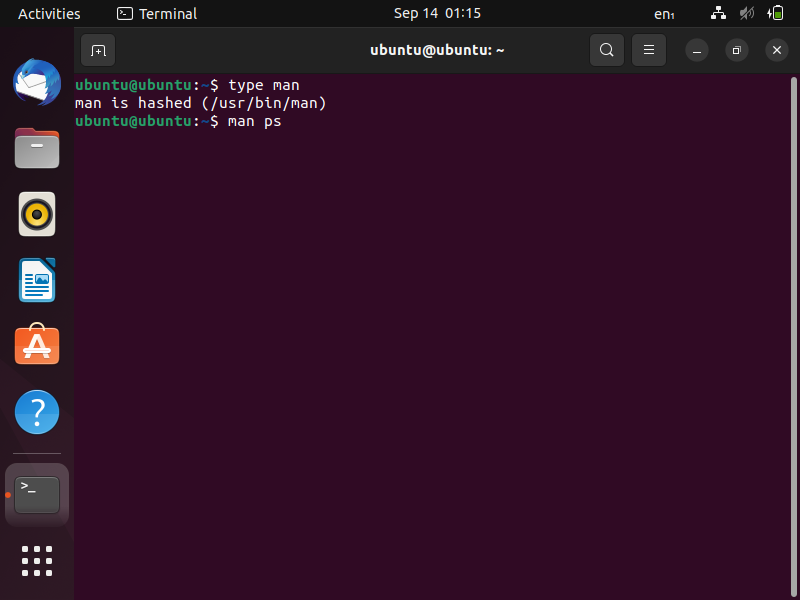 Activities
Terminal
Sep 14 01:15
en₁
ubuntu@ubuntu: ~
ubuntu@ubuntu:~$ type man
man is hashed (/usr/bin/man)
ubuntu@ubuntu:~$ man ps